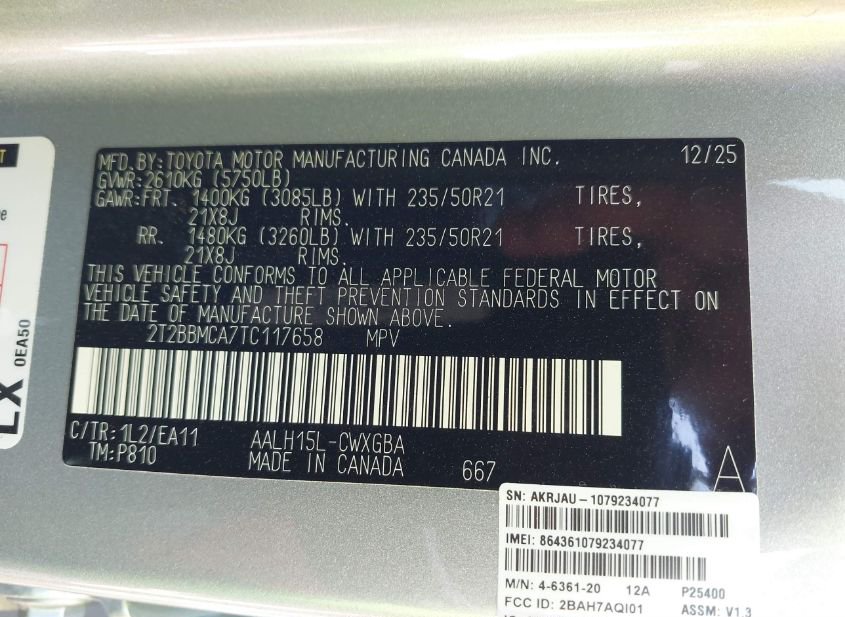 MFD. BY: TOYOTA MOTOR MANUFACTURING CANADA INC. 12/25
GVWR: 2610KG (5750LB)
GAWR: FRT. 1400KG (3085LB) WITH 235/50R21 TIRES,
21X8J RIMS.
RR. 1480KG (3260LB) WITH 235/50R21 TIRES,
21X8J RIMS.
THIS VEHICLE CONFORMS TO ALL APPLICABLE FEDERAL MOTOR
VEHICLE SAFETY AND THEFT PREVENTION STANDARDS IN EFFECT ON
THE DATE OF MANUFACTURE SHOWN ABOVE.
2T2BBMCA7TC117658 MPV
C/TR: 1L2/EA11 AALH15L-CWXGBA
TM: P810 MADE IN CANADA 667 A
0EA50
SN: AKRJAU-1079234077
IMEI: 864361079234077
M/N: 4-6361-20 12A P25400
FCC ID: 2BAH7AQI01 ASSM: V1.3